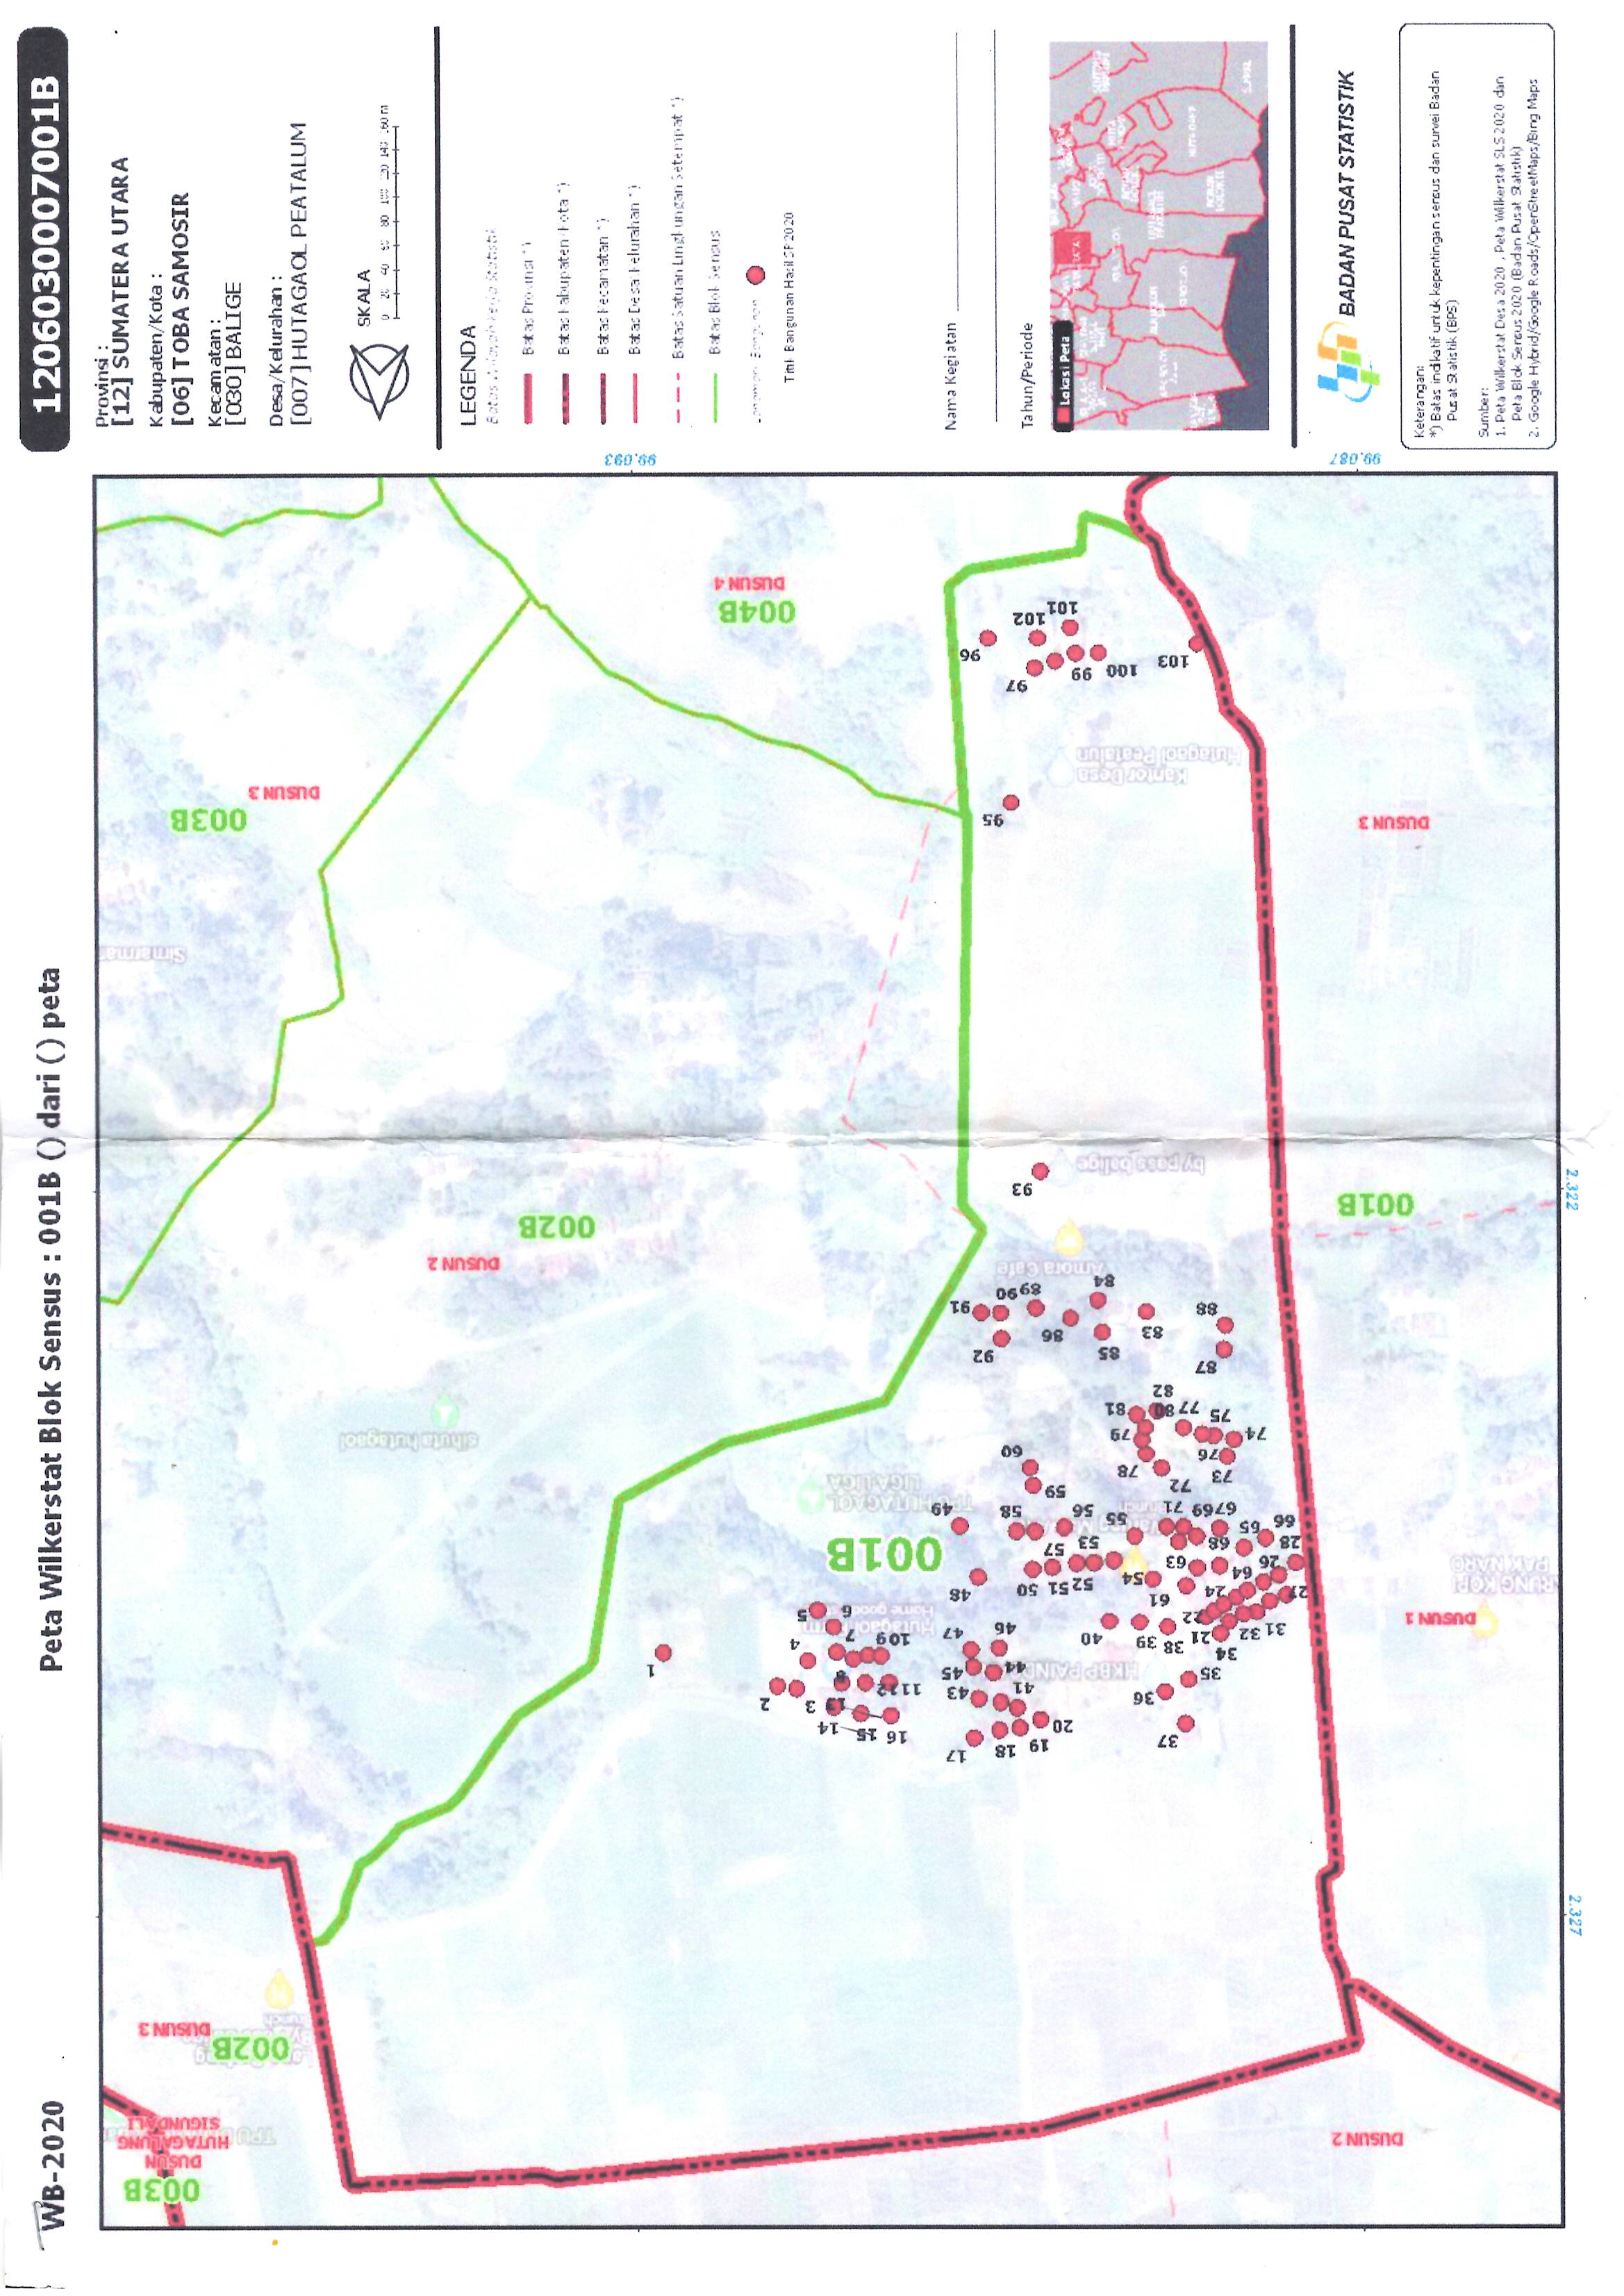 WB-2020
Peta Wilkerstat Blok Sensus : 001B () dari () peta
1206030007001B
Provinsi :
[12] SUMATERA UTARA
Kabupaten/Kota :
[06] TOBA SAMOSIR
Kecamatan :
[030] BALIGE
Desa/Kelurahan :
[007] HUTAGAOL PEATALUM
SKALA
0 20 40 60 80 100 120 140 160 m
LEGENDA
Batas Wilayah Kerja Statistik
Batas Provinsi *)
Batas Kabupaten/Kota *)
Batas Kecamatan *)
Batas Desa/Kelurahan *)
Batas Satuan Lingkungan Setempat *)
Batas Blok Sensus
Titik Bangunan Hasil SP2020
Nama Kegiatan
Tahun/Periode
Lokasi Peta
BADAN PUSAT STATISTIK
Keterangan:
*) Batas indikatif untuk kepentingan sensus dan survei Badan
Pusat Statistik (BPS)
Sumber:
1. Peta Wilkerstat Desa 2020 , Peta Wilkerstat SLS 2020 dan
Peta Blok Sensus 2020 (Badan Pusat Statistik)
2. Google Hybrid/Google Roads/OpenStreetMaps/Bing Maps
003B
DUSUN
HUTAGALUNG
SIGUNDALI
002B
DUSUN 3
003B
DUSUN 3
sihuta hutagaol
DUSUN 2
002B
99.093
004B
DUSUN 4
001B
1
2
3
4
5
6
7
8
109
1112
13
14
15
16
17
18
19
20
21
22
24
26
27
28
31
32
34
35
36
37
38
39
40
41
43
44
45
46
47
48
49
50
51
52
53
54
55
56
57
58
59
60
61
63
64
65
66
6769
68
71
72
73
74
75
76
77
78
79
80
81
82
83
84
85
86
87
88
89
90
91
92
93
95
96
97
99
100
101
102
103
Amora Cafe
by pass balige
Kantor Desa
Hutagaol Peatalun
DUSUN 2
DUSUN 1
001B
DUSUN 3
99.087
2.327
2.322